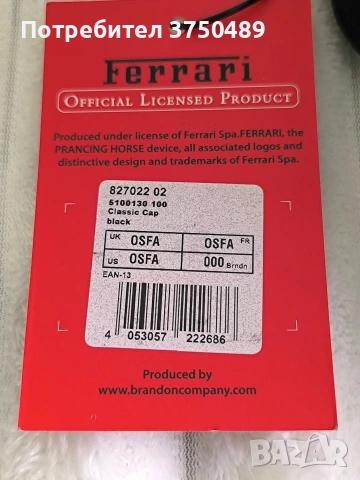 Потребител 3750489
Ferrari
OFFICIAL LICENSED PRODUCT
Produced under license of Ferrari Spa.FERRARI, the
PRANCING HORSE device, all associated logos and
distinctive design and trademarks of Ferrari Spa.
827022 02
5100130 100
Classic Cap
black
UK OSFA OSFA FR
US OSFA 000 Brndn
EAN-13
4 053057 222686
Produced by
www.brandoncompany.com
BAZAR
bg